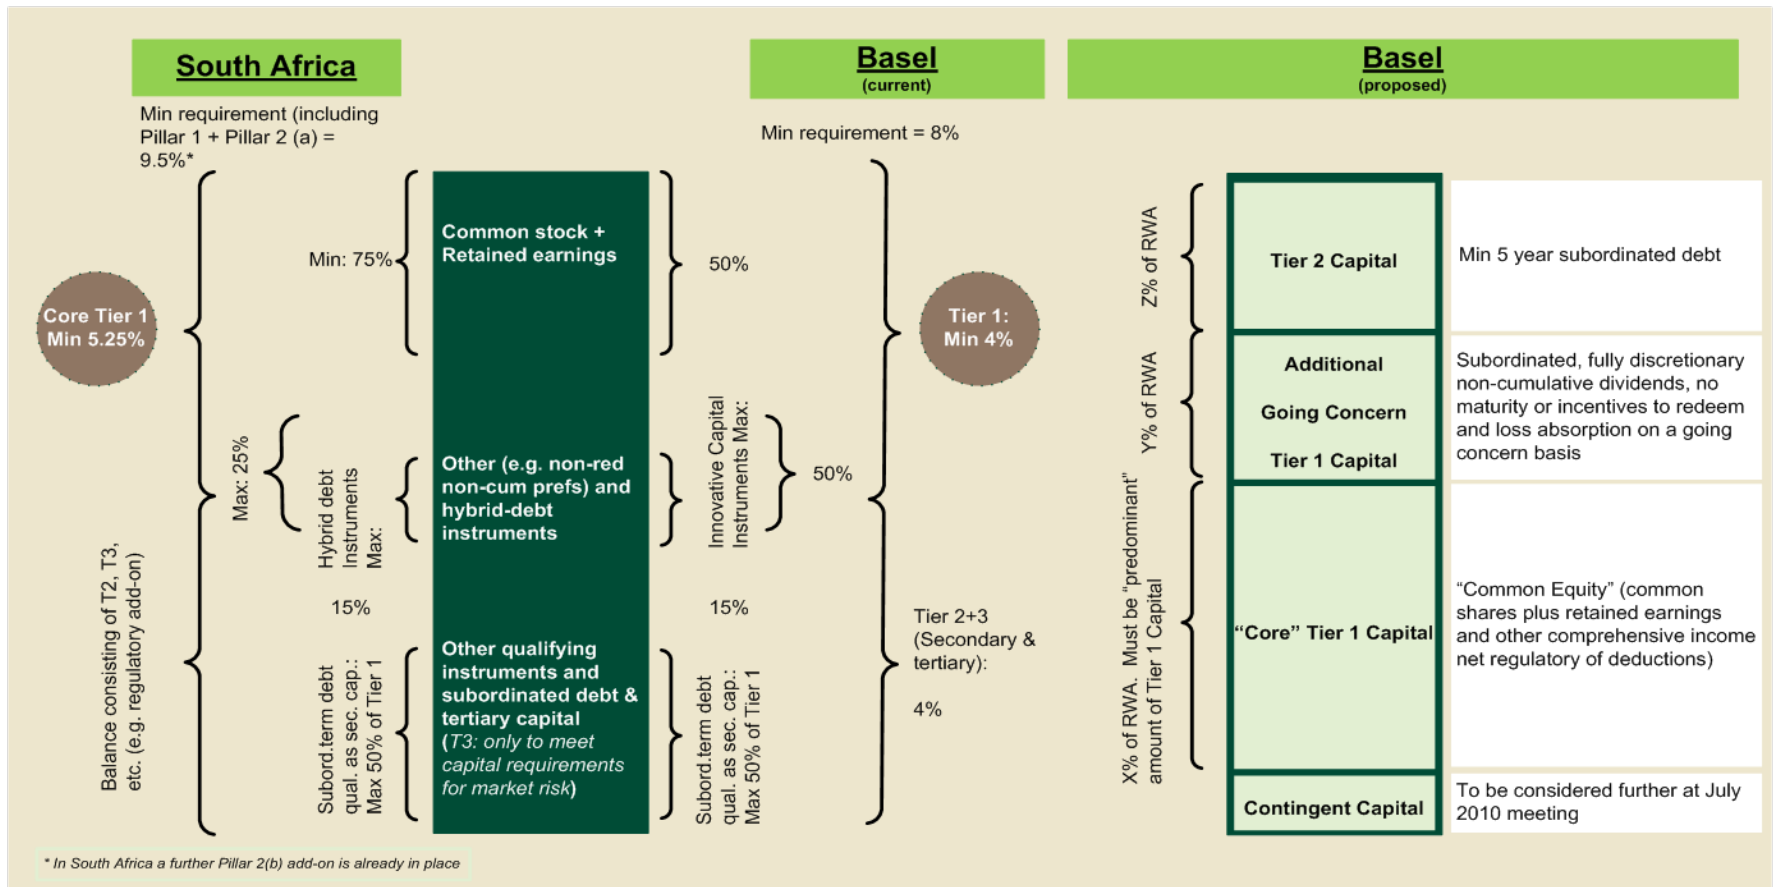 South Africa
Min requirement (including
Pillar 1 + Pillar 2 (a) =
9.5%*
Core Tier 1
Min 5.25%
Balance consisting of T2, T3,
etc. (e.g. regulatory add-on)
Max: 25%
Min: 75%
Hybrid debt
Instruments
Max:
15%
Subord.term debt
qual. as sec. cap.:
Max 50% of Tier 1
Common stock +
Retained earnings
Other (e.g. non-red
non-cum prefs) and
hybrid-debt
instruments
Other qualifying
instruments and
subordinated debt &
tertiary capital
(T3: only to meet
capital requirements
for market risk)
Basel
(current)
Min requirement = 8%
50%
Innovative Capital
Instruments Max:
15%
50%
Subord.term debt
qual. as sec. cap.:
Max 50% of Tier 1
Tier 1:
Min 4%
Tier 2+3
(Secondary &
tertiary):
4%
Basel
(proposed)
Z% of RWA
Tier 2 Capital
Min 5 year subordinated debt
Y% of RWA
Additional
Going Concern
Tier 1 Capital
Subordinated, fully discretionary
non-cumulative dividends, no
maturity or incentives to redeem
and loss absorption on a going
concern basis
X% of RWA. Must be “predominant”
amount of Tier 1 Capital
“Core” Tier 1 Capital
“Common Equity” (common
shares plus retained earnings
and other comprehensive income
net regulatory of deductions)
Contingent Capital
To be considered further at July
2010 meeting
* In South Africa a further Pillar 2(b) add-on is already in place